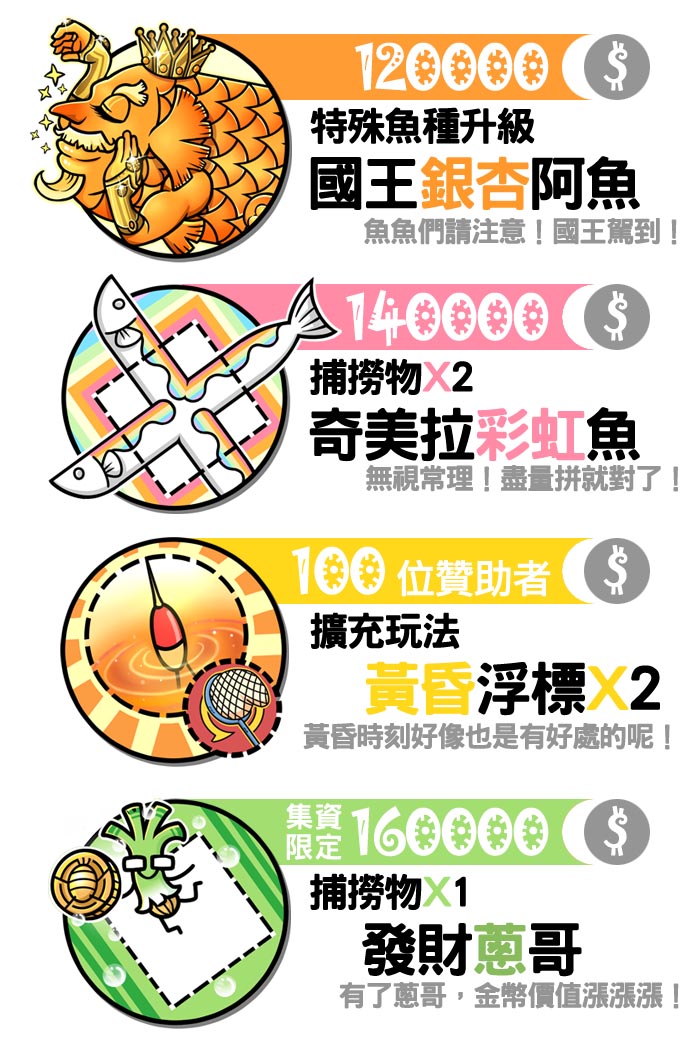 120000 $
特殊魚種升級
國王銀杏阿魚
魚魚們請注意！國王駕到！
140000 $
捕撈物X2
奇美拉彩虹魚
無視常理！盡量拼就對了！
100 位贊助者 $
擴充玩法
黃昏浮標X2
黃昏時刻好像也是有好處的呢！
集資
限定 160000 $
捕撈物X1
發財蔥哥
有了蔥哥，金幣價值漲漲漲！